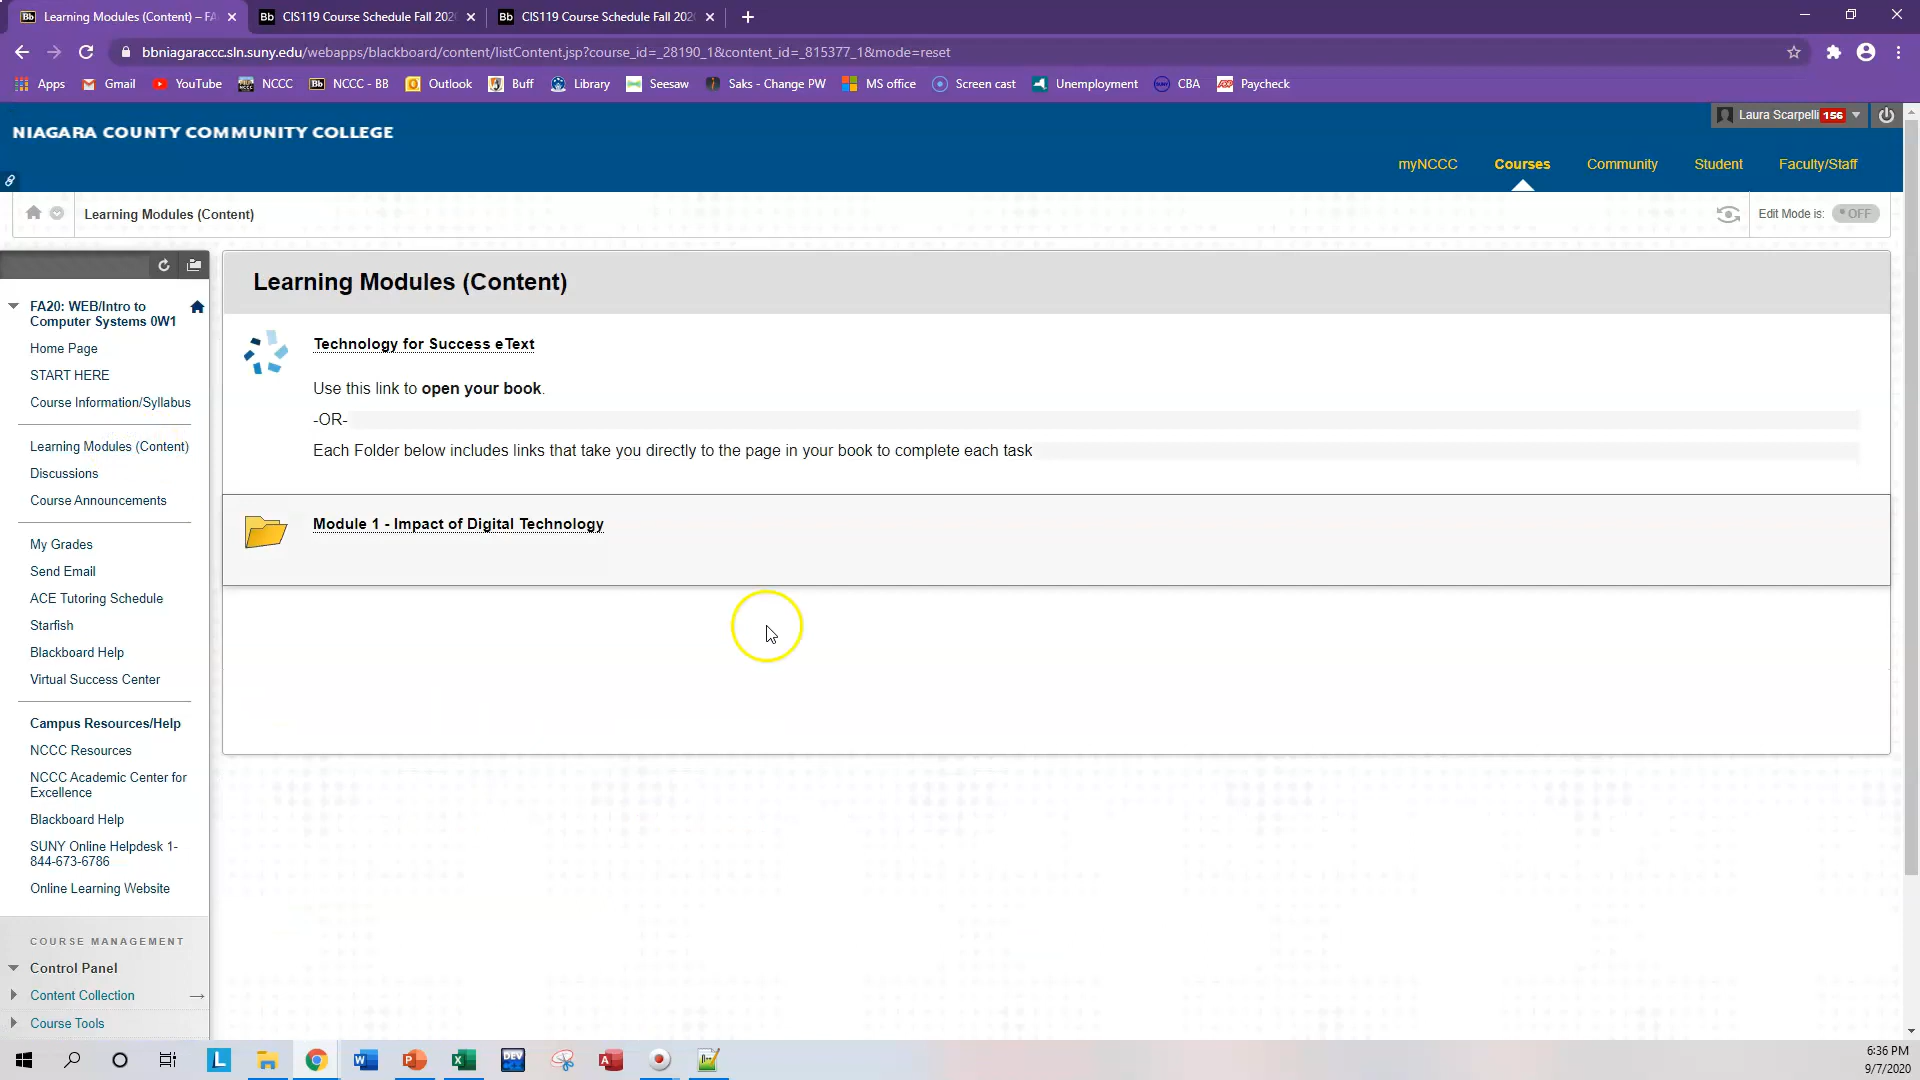 Learning Modules (Content) – FA
CIS119 Course Schedule Fall 202
CIS119 Course Schedule Fall 202
bbniagaraccc.sln.suny.edu/webapps/blackboard/content/listContent.jsp?course_id=_28190_1&content_id=_815377_1&mode=reset
Apps Gmail YouTube NCCC NCCC - BB Outlook Buff Library Seesaw Saks - Change PW MS office Screen cast Unemployment CBA Paycheck
NIAGARA COUNTY COMMUNITY COLLEGE
Laura Scarpelli 156
myNCCC Courses Community Student Faculty/Staff
Learning Modules (Content)
Edit Mode is: OFF
FA20: WEB/Intro to
Computer Systems 0W1
Home Page
START HERE
Course Information/Syllabus
Learning Modules (Content)
Discussions
Course Announcements
My Grades
Send Email
ACE Tutoring Schedule
Starfish
Blackboard Help
Virtual Success Center
Campus Resources/Help
NCCC Resources
NCCC Academic Center for
Excellence
Blackboard Help
SUNY Online Helpdesk 1-
844-673-6786
Online Learning Website
COURSE MANAGEMENT
Control Panel
Content Collection
Course Tools
Learning Modules (Content)
Technology for Success eText
Use this link to open your book.
-OR-
Each Folder below includes links that take you directly to the page in your book to complete each task
Module 1 - Impact of Digital Technology
6:36 PM
9/7/2020